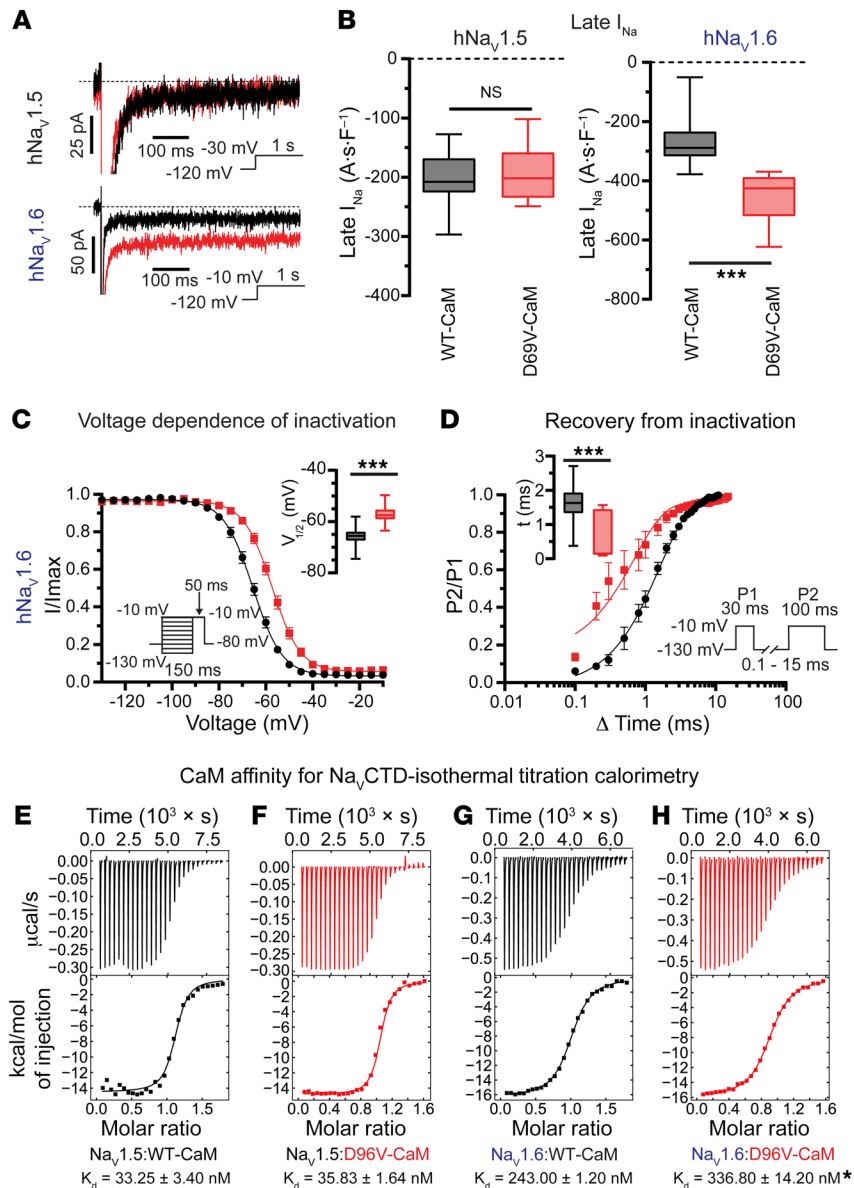 A
hNaV1.5
25 pA
100 ms
-30 mV
1 s
-120 mV
hNaV1.6
50 pA
100 ms
-10 mV
1 s
-120 mV
B
Late INa
hNaV1.5
hNaV1.6
Late INa (A·s·F⁻¹)
0
-100
-200
-300
-400
NS
WT-CaM
D69V-CaM
Late INa (A·s·F⁻¹)
0
-200
-400
-600
-800
***
WT-CaM
D69V-CaM
C
Voltage dependence of inactivation
hNaV1.6
I/Imax
1.0
0.8
0.6
0.4
0.2
0.0
-120 -100 -80 -60 -40 -20
Voltage (mV)
50 ms
-10 mV
-10 mV
-80 mV
-130 mV
150 ms
V1/2 (mV)
-40
-60
-80
***
D
Recovery from inactivation
P2/P1
1.0
0.8
0.6
0.4
0.2
0.0
0.01 0.1 1 10 100
Δ Time (ms)
t (ms)
3
2
1
0
***
P1 P2
30 ms 100 ms
-10 mV
-130 mV
0.1 - 15 ms
CaM affinity for NaVCTD-isothermal titration calorimetry
E
Time (10³ × s)
0.0 2.5 5.0 7.5
µcal/s
0.00
-0.05
-0.10
-0.15
-0.20
-0.25
-0.30
kcal/mol
of injection
0
-2
-4
-6
-8
-10
-12
-14
0.0 0.5 1.0 1.5
Molar ratio
NaV1.5:WT-CaM
Kd = 33.25 ± 3.40 nM
F
Time (10³ × s)
0.0 2.5 5.0 7.5
0.00
-0.05
-0.10
-0.15
-0.20
-0.25
-0.30
0
-2
-4
-6
-8
-10
-12
-14
0.0 0.4 0.8 1.2 1.6
Molar ratio
NaV1.5:D96V-CaM
Kd = 35.83 ± 1.64 nM
G
Time (10³ × s)
0.0 2.0 4.0 6.0
0.0
-0.1
-0.2
-0.3
-0.4
-0.5
0
-2
-4
-6
-8
-10
-12
-14
-16
0.0 0.5 1.0 1.5
Molar ratio
NaV1.6:WT-CaM
Kd = 243.00 ± 1.20 nM
H
Time (10³ × s)
0.0 2.0 4.0 6.0
0.0
-0.1
-0.2
-0.3
-0.4
-0.5
0
-2
-4
-6
-8
-10
-12
-14
-16
0.0 0.4 0.8 1.2 1.6
Molar ratio
NaV1.6:D96V-CaM
Kd = 336.80 ± 14.20 nM*